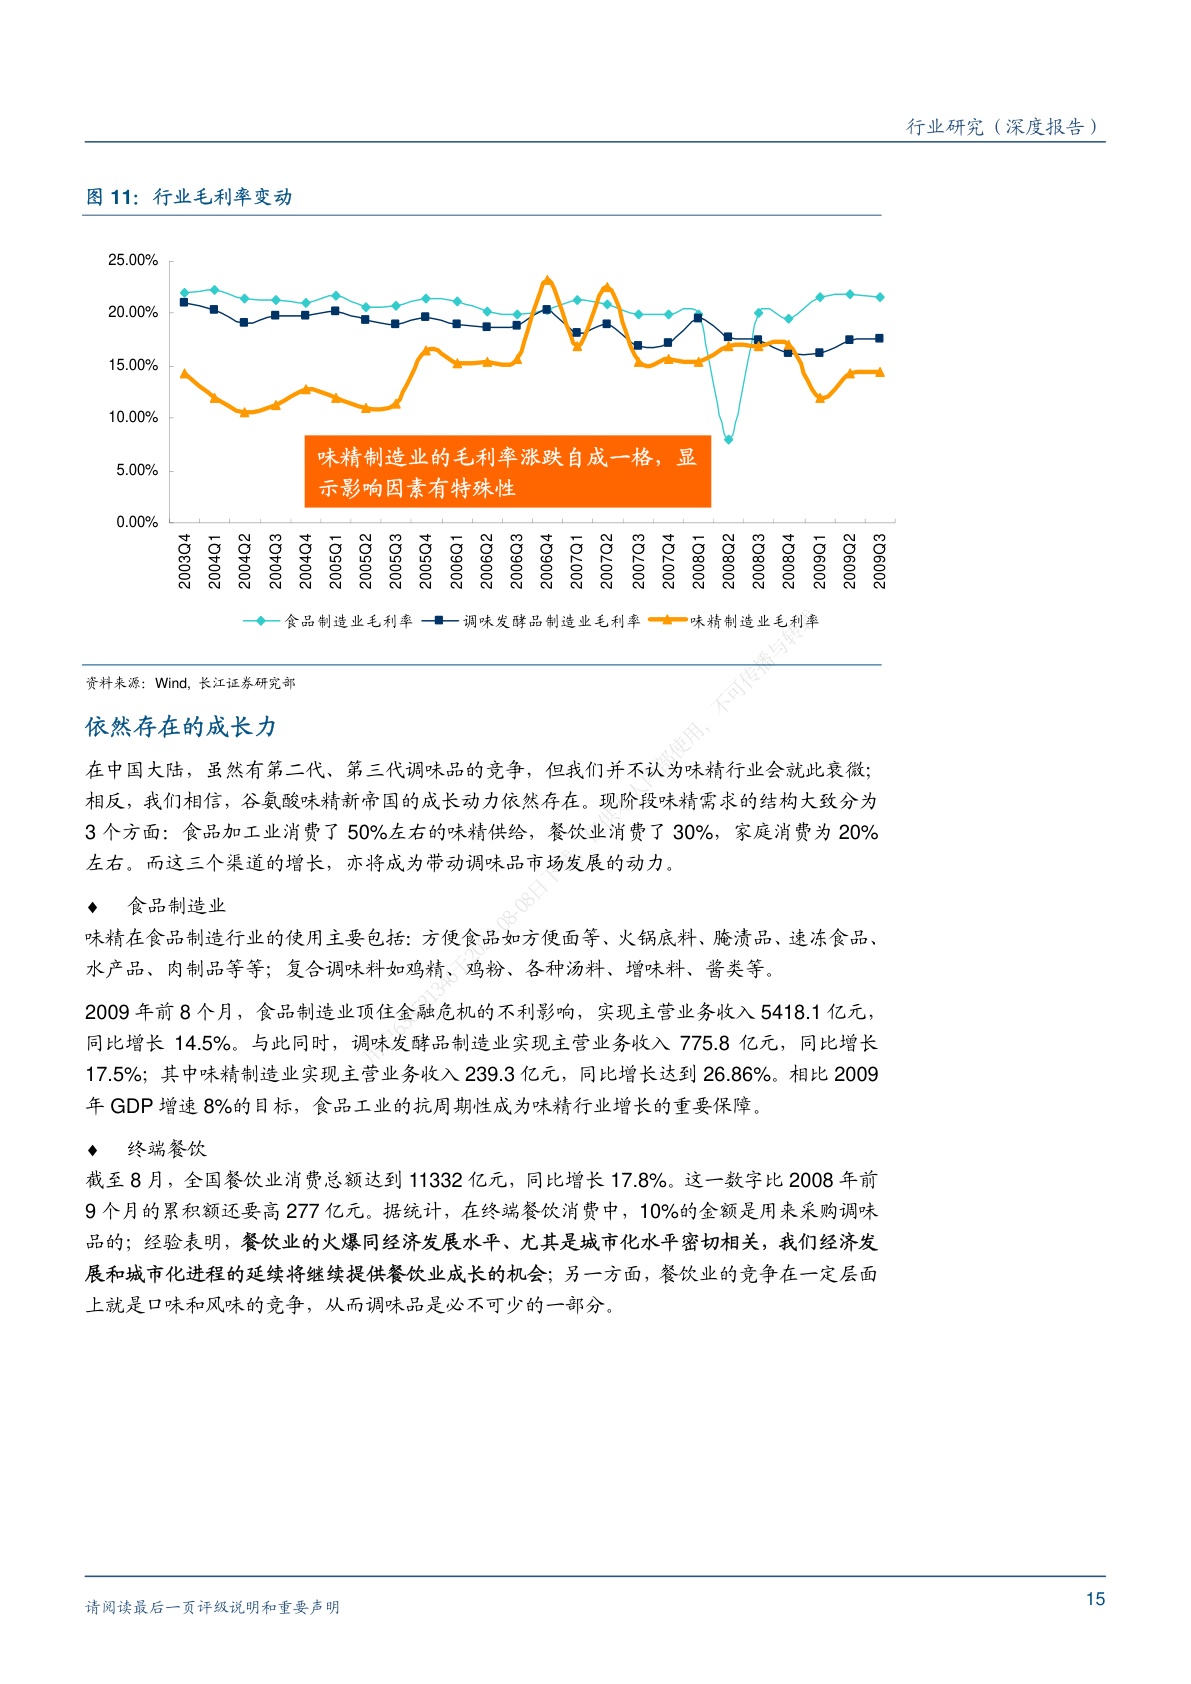 行业研究（深度报告）
图 11：行业毛利率变动
25.00%
20.00%
15.00%
10.00%
5.00%
0.00%
味精制造业的毛利率涨跌自成一格，显
示影响因素有特殊性
2003Q4
2004Q1
2004Q2
2004Q3
2004Q4
2005Q1
2005Q2
2005Q3
2005Q4
2006Q1
2006Q2
2006Q3
2006Q4
2007Q1
2007Q2
2007Q3
2007Q4
2008Q1
2008Q2
2008Q3
2008Q4
2009Q1
2009Q2
2009Q3
食品制造业毛利率 调味发酵品制造业毛利率 味精制造业毛利率
资料来源：Wind, 长江证券研究部
依然存在的成长力
在中国大陆，虽然有第二代、第三代调味品的竞争，但我们并不认为味精行业会就此衰微；
相反，我们相信，谷氨酸味精新帝国的成长动力依然存在。现阶段味精需求的结构大致分为
3 个方面：食品加工业消费了 50%左右的味精供给，餐饮业消费了 30%，家庭消费为 20%
左右。而这三个渠道的增长，亦将成为带动调味品市场发展的动力。
♦ 食品制造业
味精在食品制造行业的使用主要包括：方便食品如方便面等、火锅底料、腌渍品、速冻食品、
水产品、肉制品等等；复合调味料如鸡精、鸡粉、各种汤料、增味料、酱类等。
2009 年前 8 个月，食品制造业顶住金融危机的不利影响，实现主营业务收入 5418.1 亿元，
同比增长 14.5%。与此同时，调味发酵品制造业实现主营业务收入 775.8 亿元，同比增长
17.5%；其中味精制造业实现主营业务收入 239.3 亿元，同比增长达到 26.86%。相比 2009
年 GDP 增速 8%的目标，食品工业的抗周期性成为味精行业增长的重要保障。
♦ 终端餐饮
截至 8 月，全国餐饮业消费总额达到 11332 亿元，同比增长 17.8%。这一数字比 2008 年前
9 个月的累积额还要高 277 亿元。据统计，在终端餐饮消费中，10%的金额是用来采购调味
品的；经验表明，餐饮业的火爆同经济发展水平、尤其是城市化水平密切相关，我们经济发
展和城市化进程的延续将继续提供餐饮业成长的机会；另一方面，餐饮业的竞争在一定层面
上就是口味和风味的竞争，从而调味品是必不可少的一部分。
请阅读最后一页评级说明和重要声明
15